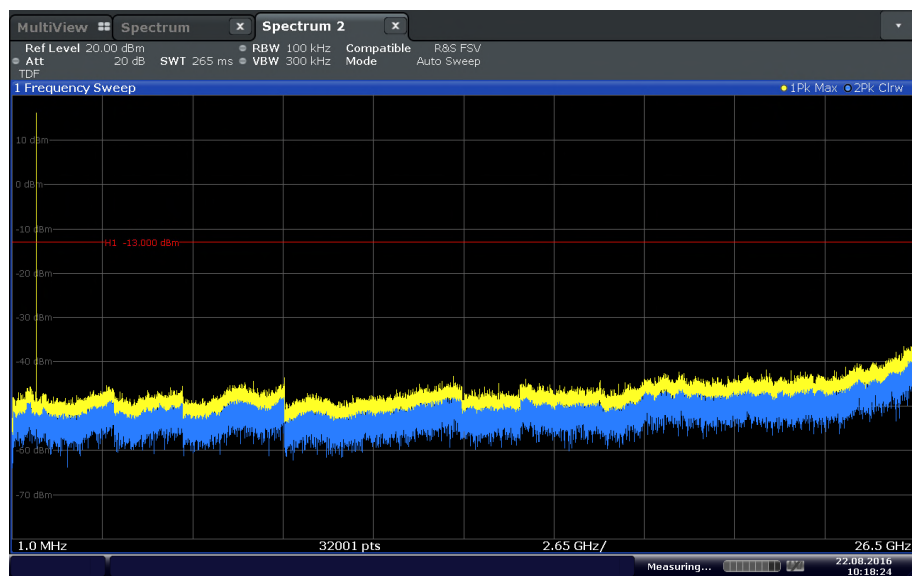 MultiView Spectrum x Spectrum 2 x
Ref Level 20.00 dBm RBW 100 kHz Compatible R&S FSV
Att 20 dB SWT 265 ms VBW 300 kHz Mode Auto Sweep
TDF
1 Frequency Sweep 1Pk Max 2Pk Clrw
10 dBm
0 dBm
-10 dBm
H1 -13.000 dBm
-20 dBm
-30 dBm
-40 dBm
-60 dBm
-70 dBm
1.0 MHz 32001 pts 2.65 GHz/ 26.5 GHz
Measuring... 22.08.2016
10:18:24